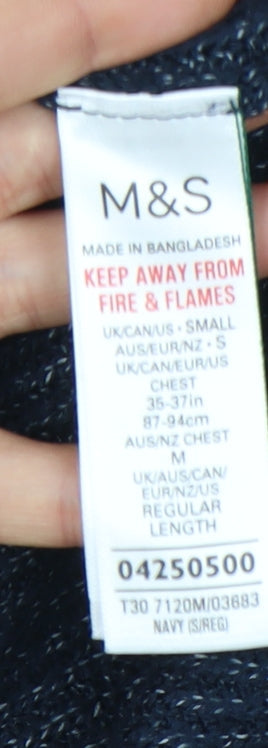 M&S
MADE IN BANGLADESH
KEEP AWAY FROM
FIRE & FLAMES
UK/CAN/US · SMALL
AUS/EUR/NZ · S
UK/CAN/EUR/US
CHEST
35-37in
87-94cm
AUS/NZ CHEST
M
UK/AUS/CAN/
EUR/NZ/US
REGULAR
LENGTH
04250500
T30 7120M/03683
NAVY (S/REG)